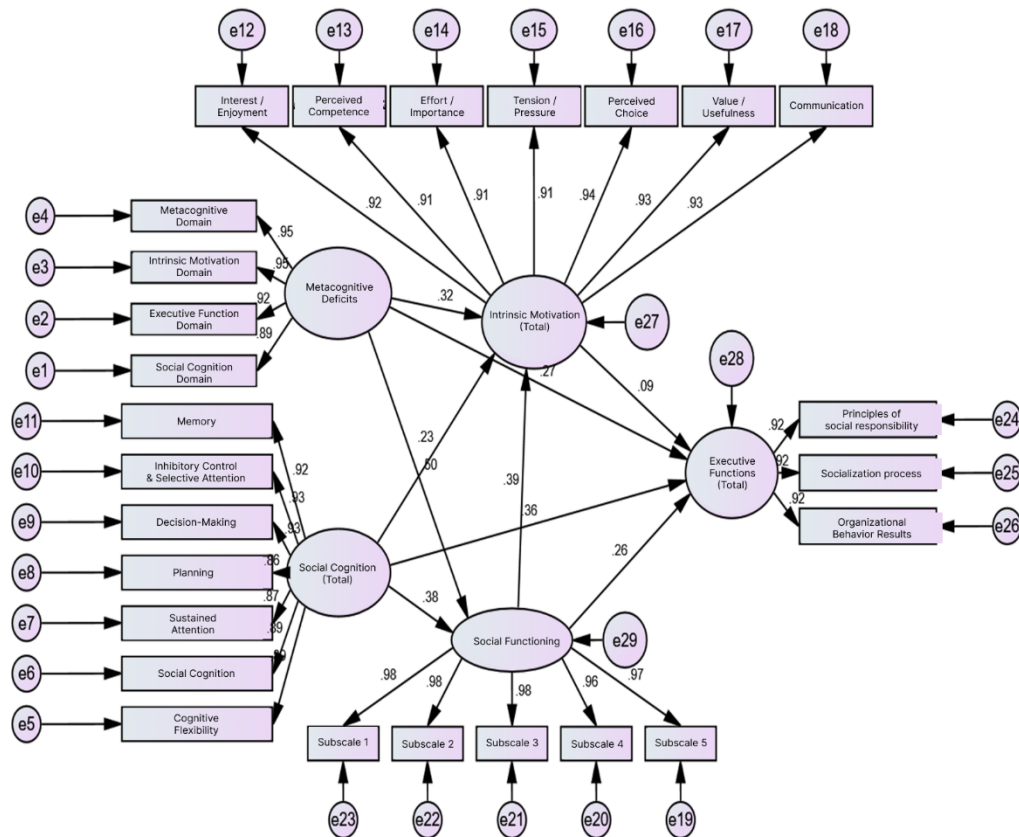 e12
e13
e14
e15
e16
e17
e18
Interest /
Enjoyment
Perceived
Competence
Effort /
Importance
Tension /
Pressure
Perceived
Choice
Value /
Usefulness
Communication
.92
.91
.91
.91
.94
.93
.93
e4
Metacognitive
Domain
.95
e3
Intrinsic Motivation
Domain
.95
e2
Executive Function
Domain
.92
e1
Social Cognition
Domain
.89
Metacognitive
Deficits
.32
Intrinsic Motivation
(Total)
e27
.27
.09
e28
e11
Memory
.92
e10
Inhibitory Control
& Selective Attention
.93
e9
Decision-Making
.93
e8
Planning
.86
e7
Sustained
Attention
.87
e6
Social Cognition
.89
e5
Cognitive
Flexibility
Social Cognition
(Total)
.23
.39
.36
.38
.26
Executive
Functions
(Total)
.92
Principles of
social responsibility
e24
.92
Socialization process
e25
.92
Organizational
Behavior Results
e26
Social Functioning
e29
.98
.98
.98
.96
.97
Subscale 1
Subscale 2
Subscale 3
Subscale 4
Subscale 5
e23
e22
e21
e20
e19